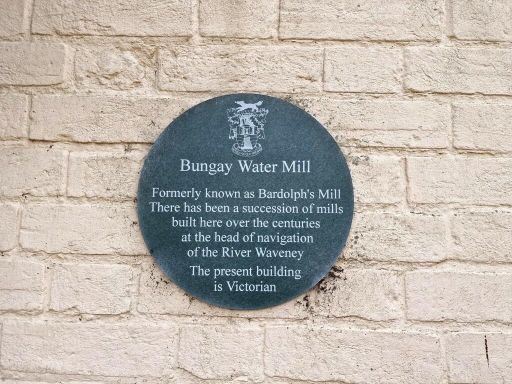 Bungay Water Mill
Formerly known as Bardolph's Mill
There has been a succession of mills
built here over the centuries
at the head of navigation
of the River Waveney
The present building
is Victorian